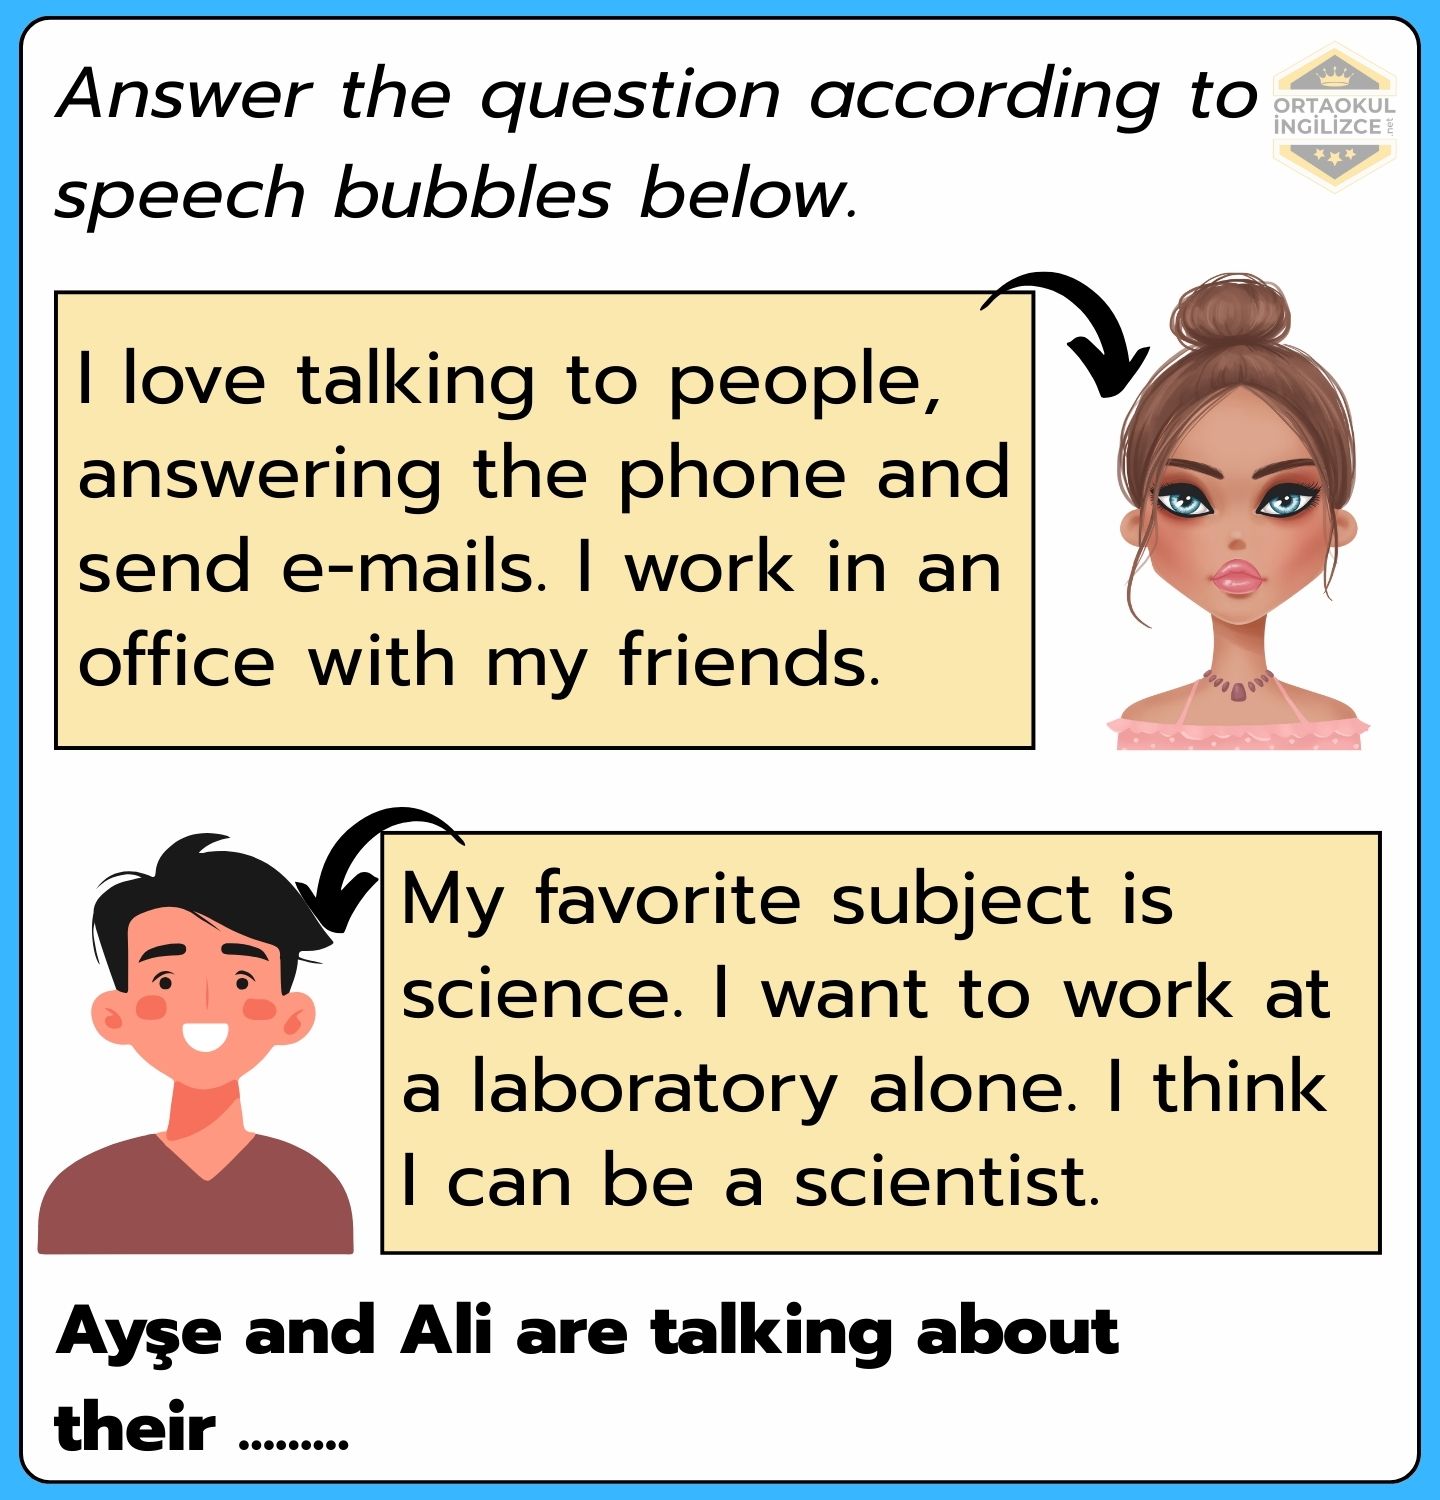 Answer the question according to
speech bubbles below.
ORTAOKUL
İNGİLİZCE
.net
I love talking to people,
answering the phone and
send e-mails. I work in an
office with my friends.
My favorite subject is
science. I want to work at
a laboratory alone. I think
I can be a scientist.
Ayşe and Ali are talking about
their .........